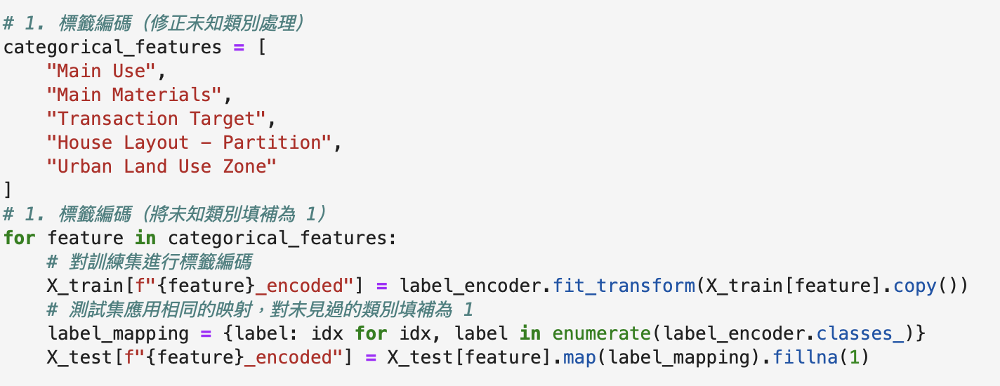 # 1. 標籤編碼（修正未知類別處理）
categorical_features = [
    "Main Use",
    "Main Materials",
    "Transaction Target",
    "House Layout - Partition",
    "Urban Land Use Zone"
]
# 1. 標籤編碼（將未知類別填補為 1）
for feature in categorical_features:
    # 對訓練集進行標籤編碼
    X_train[f"{feature}_encoded"] = label_encoder.fit_transform(X_train[feature].copy())
    # 測試集應用相同的映射，對未見過的類別填補為 1
    label_mapping = {label: idx for idx, label in enumerate(label_encoder.classes_)}
    X_test[f"{feature}_encoded"] = X_test[feature].map(label_mapping).fillna(1)